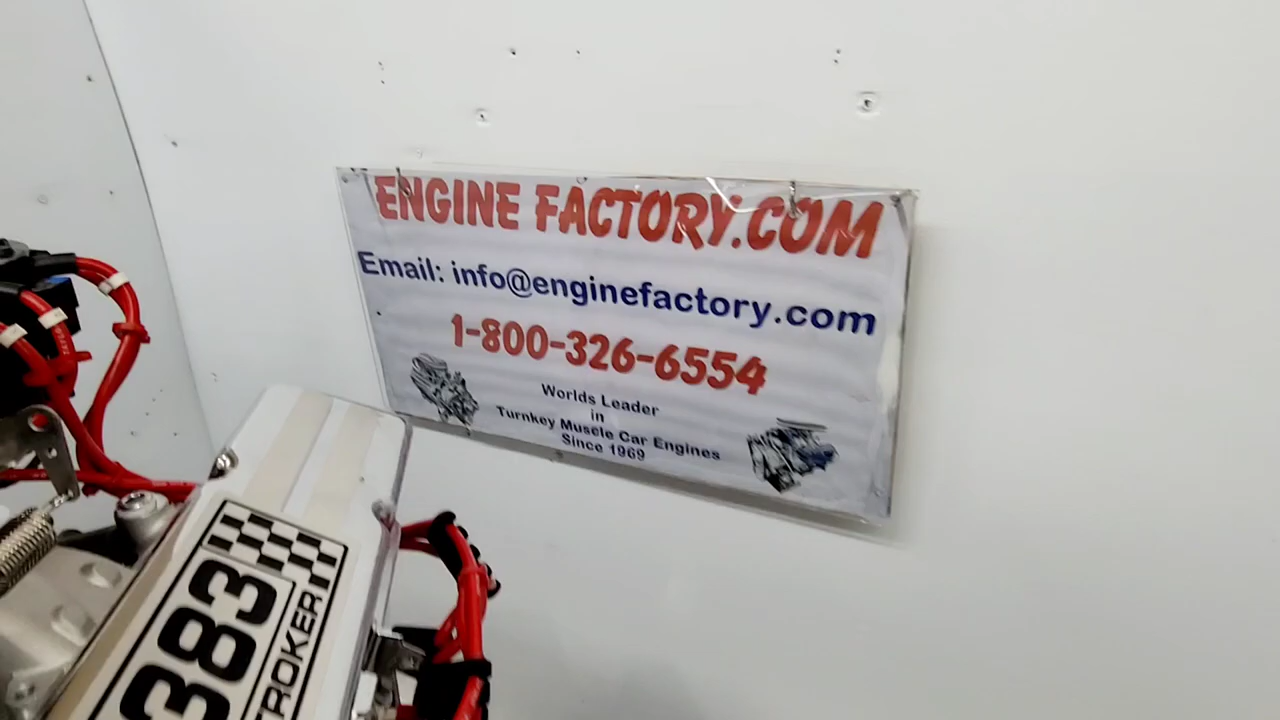 ENGINE FACTORY.COM
Email: info@enginefactory.com
1-800-326-6554
Worlds Leader
in
Turnkey Muscle Car Engines
Since 1969
383